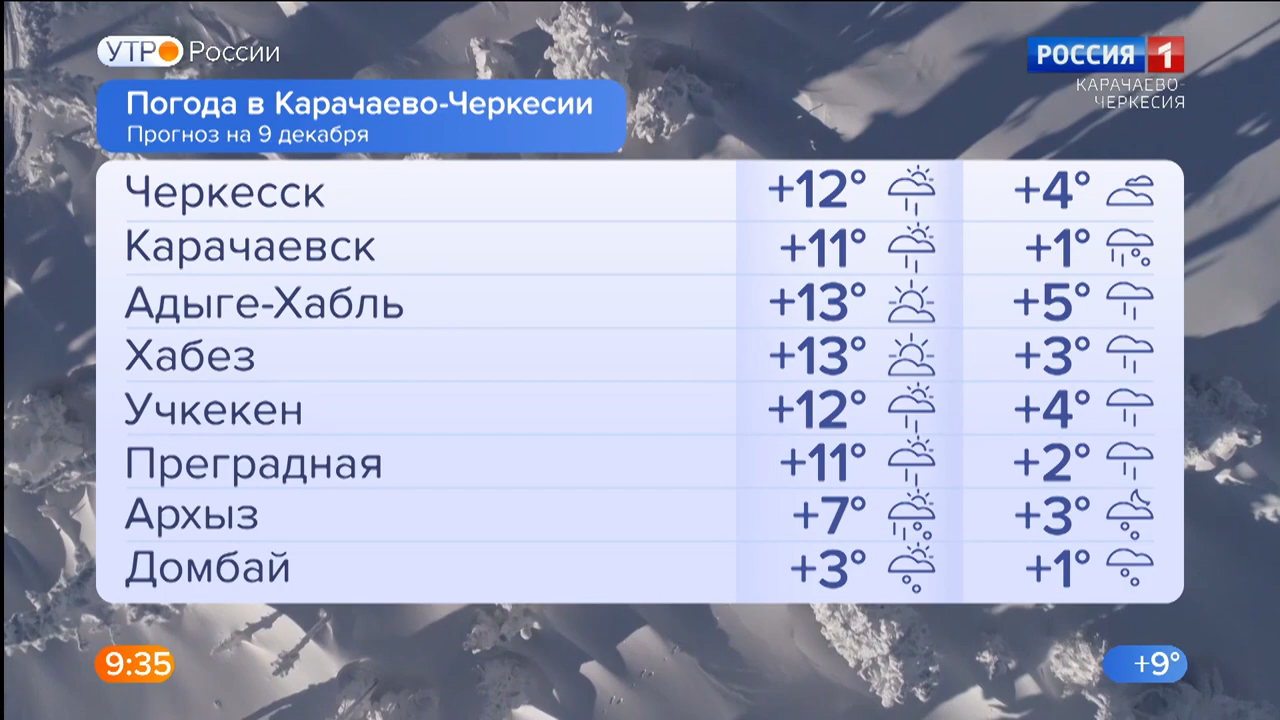 УТРО России
РОССИЯ 1
КАРАЧАЕВО-
ЧЕРКЕСИЯ
Погода в Карачаево-Черкесии
Прогноз на 9 декабря
Черкесск +12° +4°
Карачаевск +11° +1°
Адыге-Хабль +13° +5°
Хабез +13° +3°
Учкекен +12° +4°
Преградная +11° +2°
Архыз +7° +3°
Домбай +3° +1°
9:35 +9°